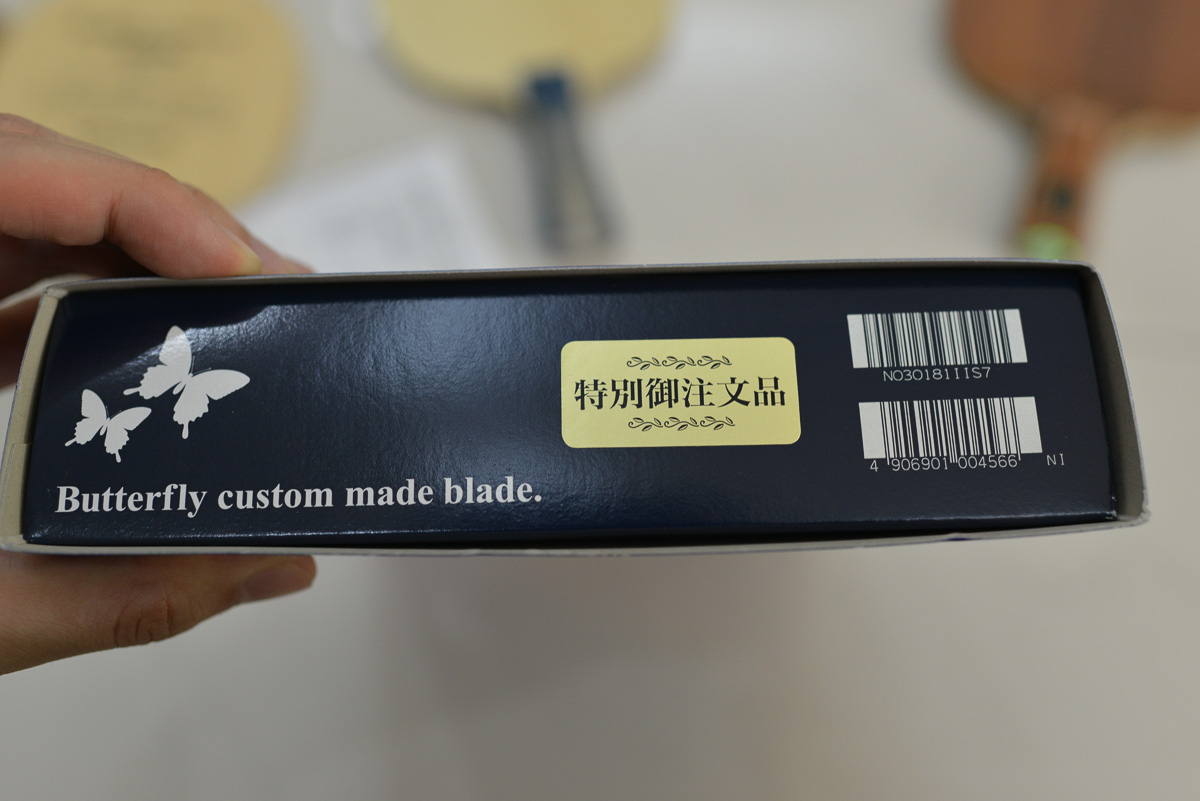 特別御注文品
NO30181IIS7
4 906901 004566 NI
Butterfly custom made blade.